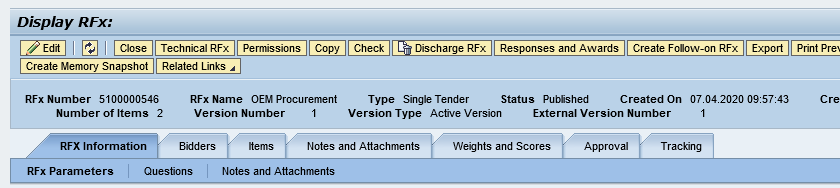 Display RFx:
Edit Close Technical RFx Permissions Copy Check Discharge RFx Responses and Awards Create Follow-on RFx Export Print Prev
Create Memory Snapshot Related Links
RFx Number 5100000546 RFx Name OEM Procurement Type Single Tender Status Published Created On 07.04.2020 09:57:43 Cre
Number of Items 2 Version Number 1 Version Type Active Version External Version Number 1
RFX Information Bidders Items Notes and Attachments Weights and Scores Approval Tracking
RFx Parameters Questions Notes and Attachments